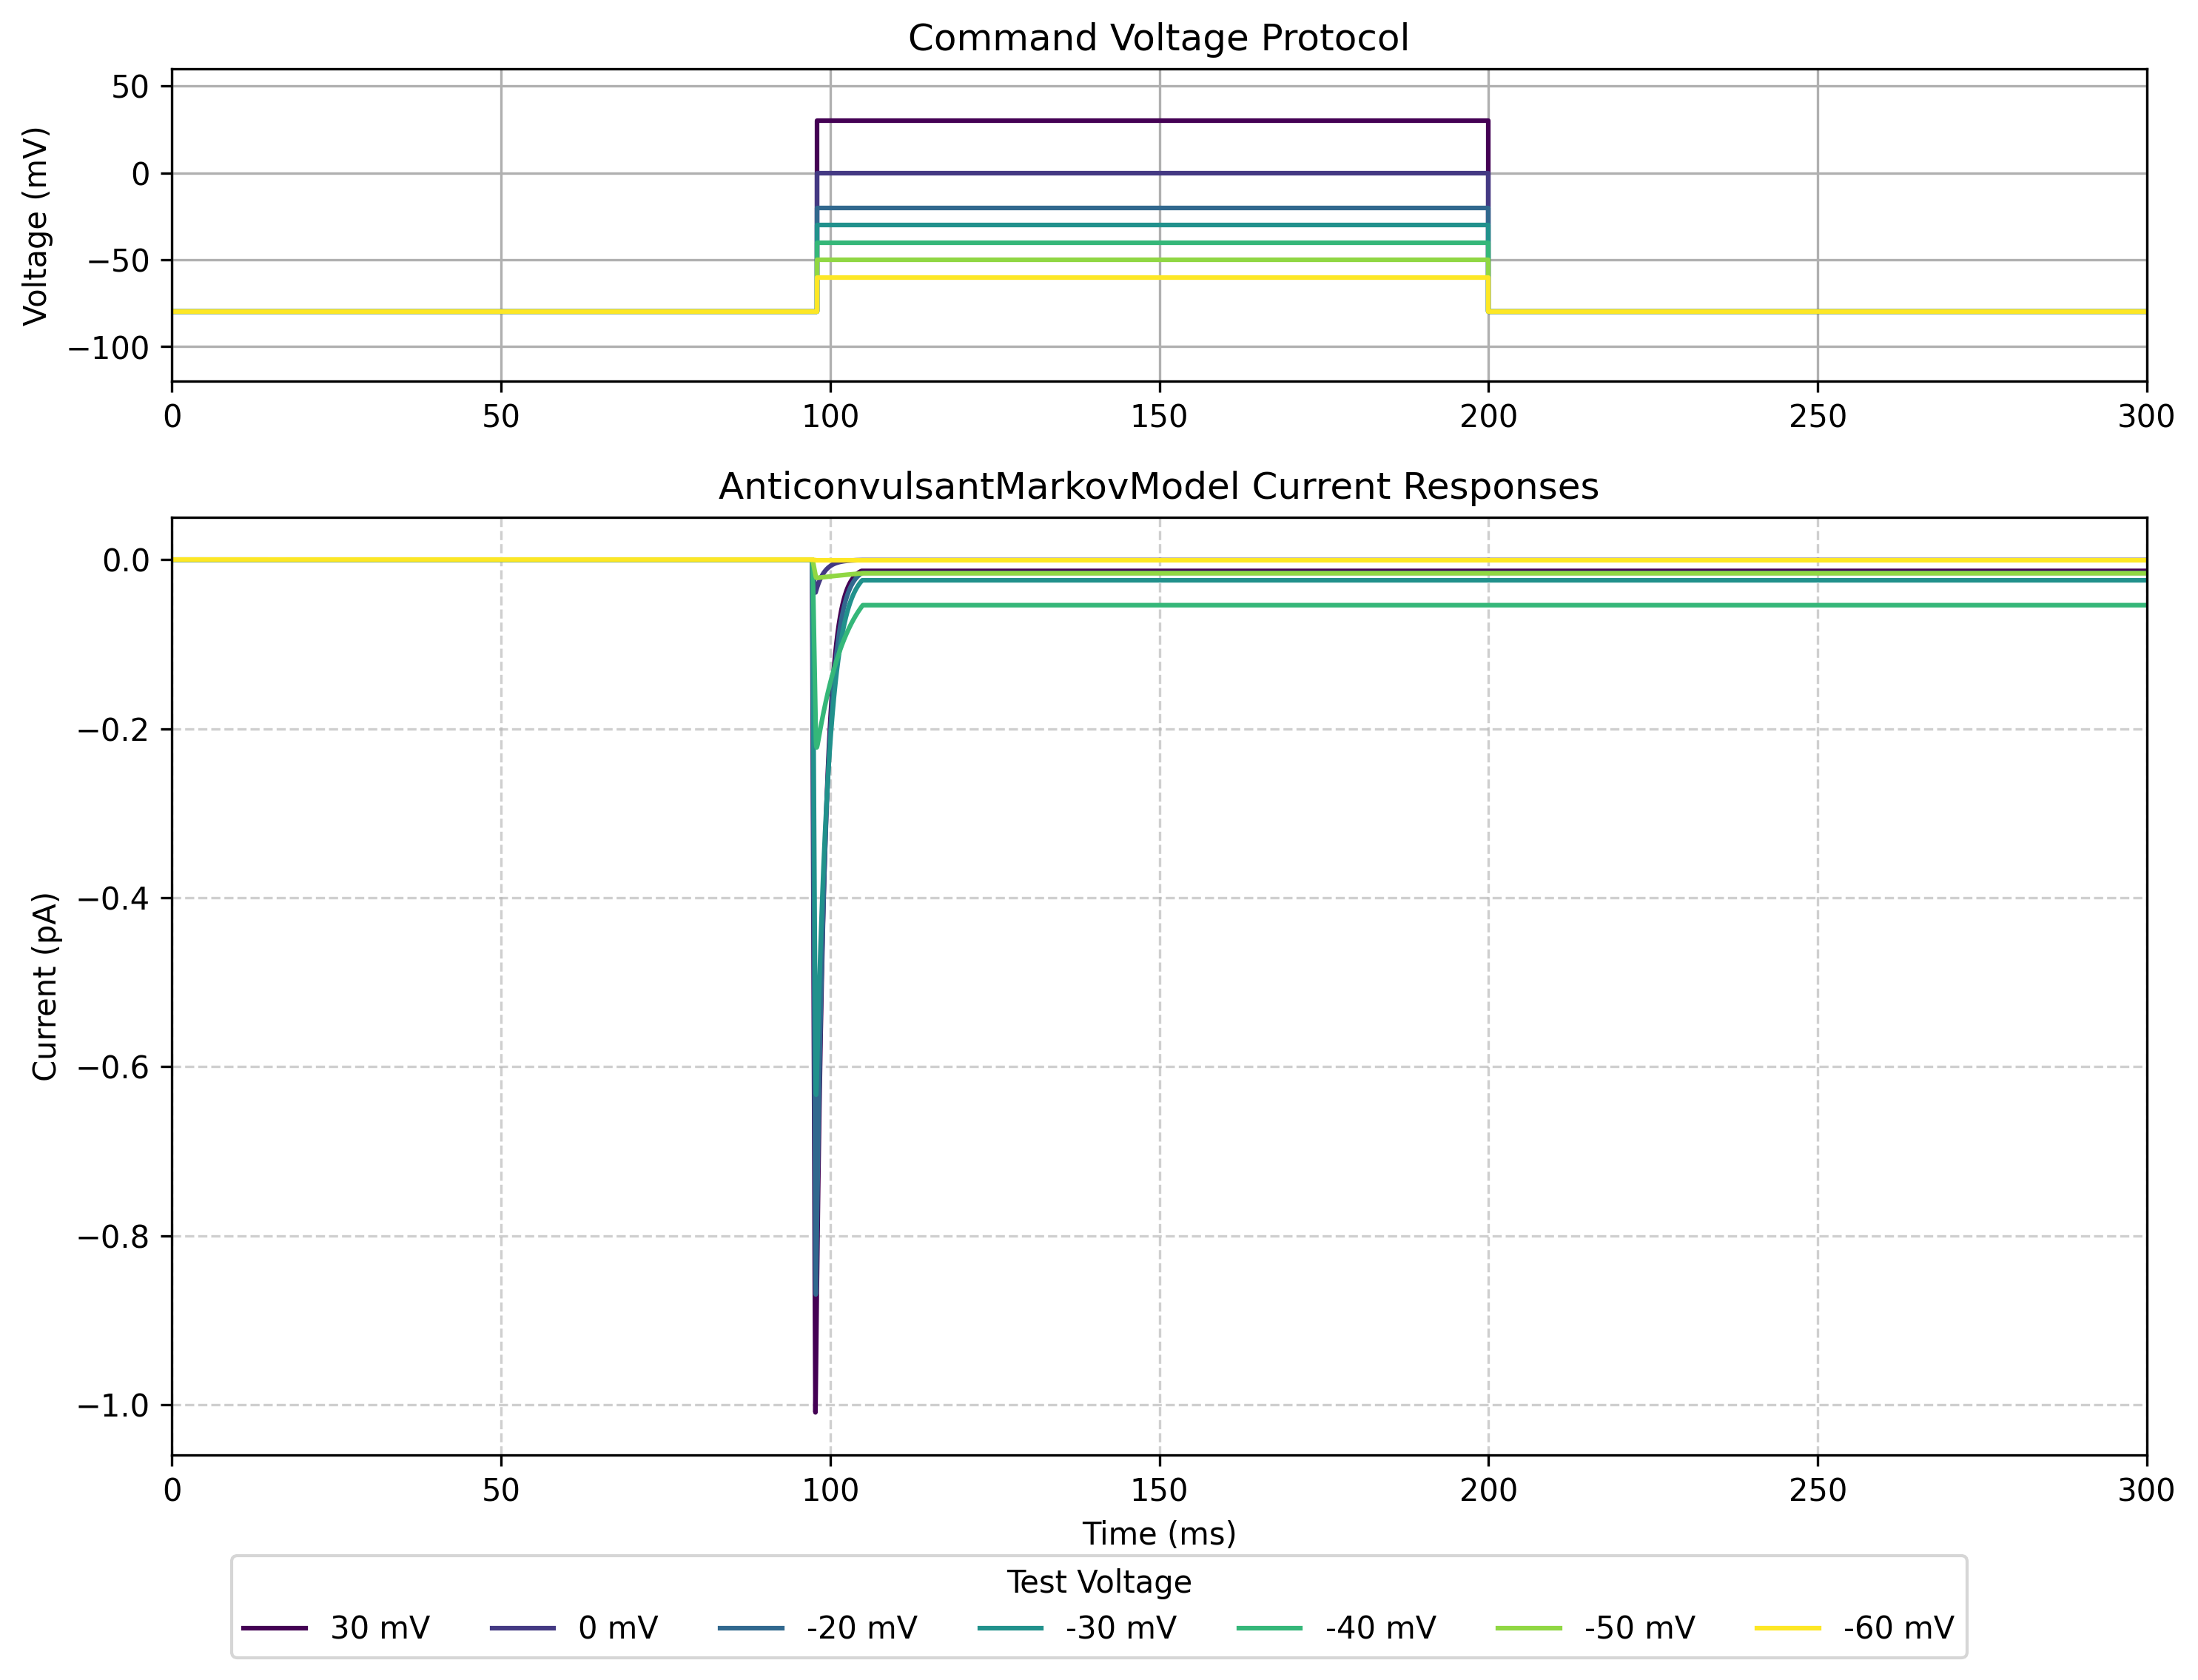 Command Voltage Protocol
Voltage (mV)
50
0
−50
−100
0 50 100 150 200 250 300
AnticonvulsantMarkovModel Current Responses
Current (pA)
0.0
−0.2
−0.4
−0.6
−0.8
−1.0
0 50 100 150 200 250 300
Time (ms)
Test Voltage
30 mV 0 mV -20 mV -30 mV -40 mV -50 mV -60 mV